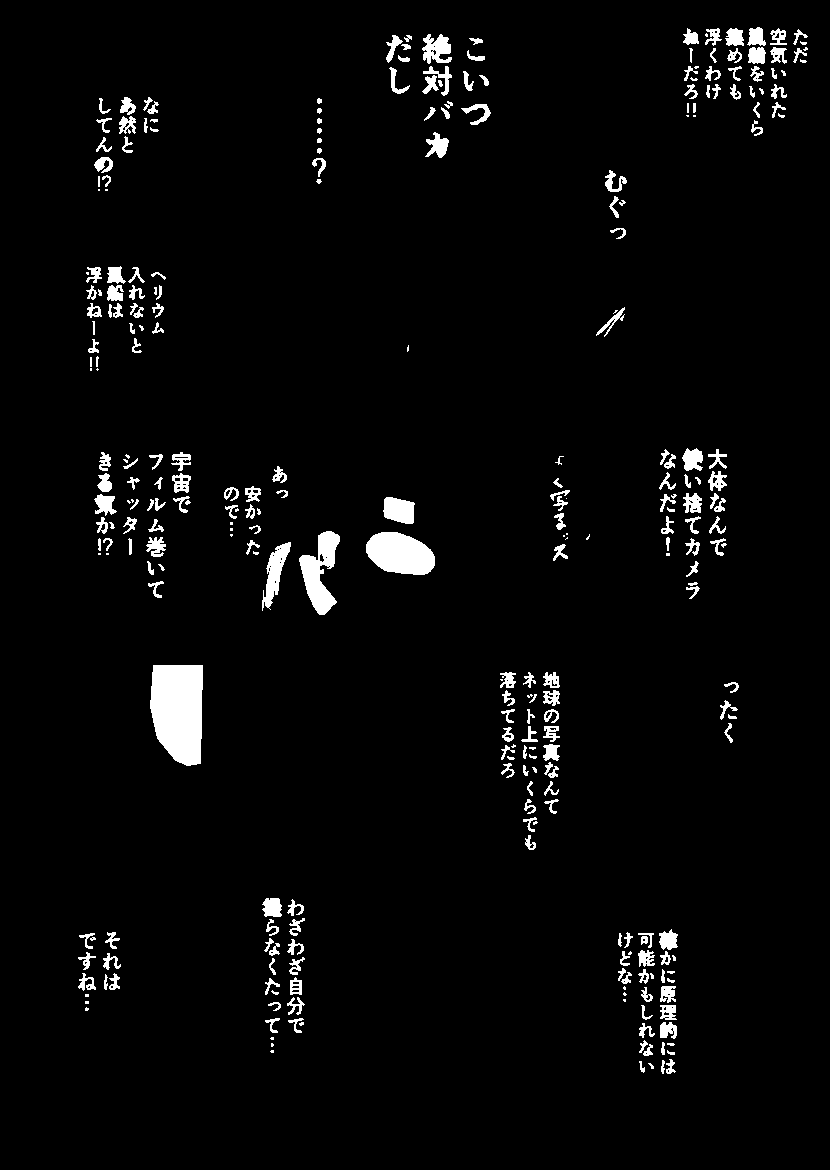 ただ
空気いれた
風船をいくら
集めても
浮くわけ
ねーだろ!!
こいつ
絶対バカ
だし
……?
なに
あ然と
してんの!?
むぐっ
ヘリウム
入れないと
風船は
浮かねーよ!!
大体なんで
使い捨てカメラ
なんだよ!
あっ
安かった
ので…
宇宙で
フィルム巻いて
シャッター
きる気か!?
ったく
地球の写真なんて
ネット上にいくらでも
落ちてるだろ
確かに原理的には
可能かもしれない
けどな…
わざわざ自分で
撮らなくたって…
それは
ですね…